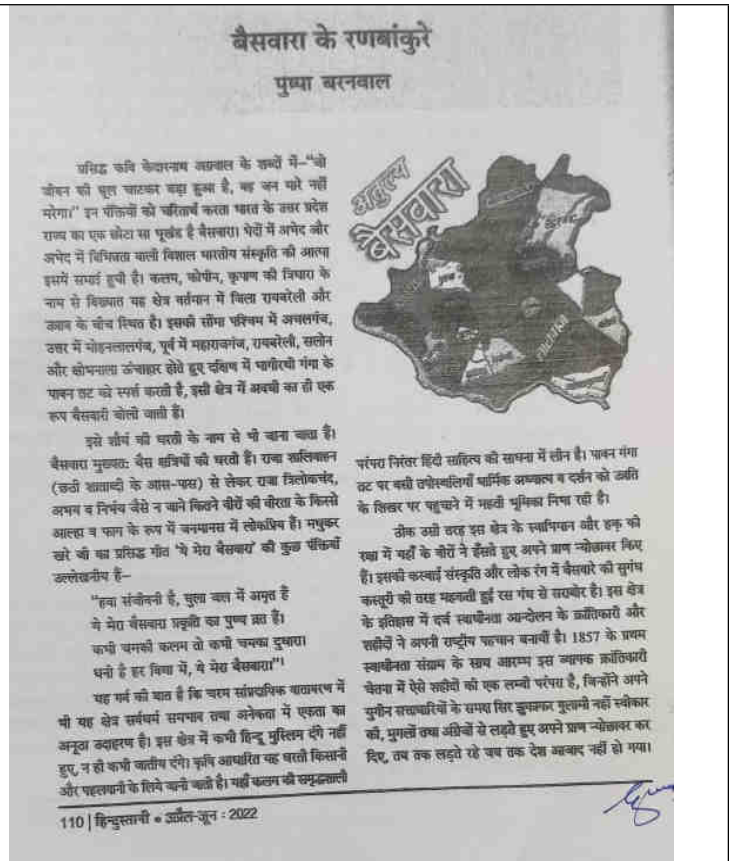 बैसवारा के रणबांकुरे
पुष्पा बरनवाल
प्रसिद्ध कवि केदारनाथ अग्रवाल के शब्दों में–“जो
जीवन की धूल चाटकर बड़ा हुआ है, वह जन मारे नहीं
मरेगा।” इन पंक्तियों को चरितार्थ करता भारत के उत्तर प्रदेश
राज्य का एक छोटा सा भूखंड है बैसवारा। भेदों में अभेद और
अभेद में विभिन्नता वाली विशाल भारतीय संस्कृति की आत्मा
इसमें समाई हुयी है। कलम, कोपीन, कृपाण की त्रिधारा के
नाम से विख्यात यह क्षेत्र वर्तमान में जिला रायबरेली और
उन्नाव के बीच स्थित है। इसकी सीमा पश्चिम में अचलगंज,
उत्तर में मोहनलालगंज, पूर्व में महाराजगंज, रायबरेली, सलोन
और क्षोभनाला ऊंचाहार होते हुए दक्षिण में भागीरथी गंगा के
पावन तट को स्पर्श करती है, इसी क्षेत्र में अवधी का ही एक
रूप बैसवारी बोली जाती हैं।
इसे शौर्य की धरती के नाम से भी जाना जाता हैं।
बैसवारा मुख्यतः बैस क्षत्रियों की धरती हैं। राजा शालिवाहन
(छठी शताब्दी के आस-पास) से लेकर राजा त्रिलोकचंद,
अभय व निर्भय जैसे न जाने कितने वीरों की वीरता के किस्से
आल्हा व फाग के रूप में जनमानस में लोकप्रिय हैं। मधुकर
खरे जी का प्रसिद्ध गीत ‘ये मेरा बैसवारा’ की कुछ पंक्तियाँ
उल्लेखनीय हैं–
“हवा संजीवनी है, घुला जल में अमृत हैं
ये मेरा बैसवारा प्रकृति का पुण्य व्रत हैं।
कभी चमकी कलम तो कभी चमका दुधारा।
धनी है हर विधा में, ये मेरा बैसवारा॥”¹
यह गर्व की बात है कि चरम सांप्रदायिक वातावरण में
भी यह क्षेत्र सर्वधर्म समभाव तथा अनेकता में एकता का
अनूठा उदाहरण है। इस क्षेत्र में कभी हिन्दू मुस्लिम दंगे नहीं
हुए, न ही कभी जातीय दंगे। कृषि आधारित यह धरती किसानी
और पहलवानी के लिये जानी जाती है। यहाँ कलम की समृद्धशाली
अतुल्य
बैसवारा
परंपरा निरंतर हिंदी साहित्य की साधना में लीन है। पावन गंगा
तट पर बसी तपोस्थलियाँ धार्मिक अध्यात्म व दर्शन को उन्नति
के शिखर पर पहुचाने में महती भूमिका निभा रही है।
ठीक उसी तरह इस क्षेत्र के स्वाभिमान और हक़ की
रक्षा में यहाँ के वीरों ने हँसते हुए अपने प्राण न्योछावर किए
हैं। इसकी कस्बाई संस्कृति और लोक रंग में बैसवारे की सुगंध
कस्तूरी की तरह महकती हुई रस गंध से सराबोर है। इस क्षेत्र
के इतिहास में दर्ज स्वाधीनता आन्दोलन के क्रांतिकारी और
शहीदों ने अपनी राष्ट्रीय पहचान बनायीं है। 1857 के प्रथम
स्वाधीनता संग्राम के साथ आरम्भ इस व्यापक क्रांतिकारी
चेतना में ऐसे शहीदों की एक लम्बी परंपरा है, जिन्होंने अपने
युगीन सत्ताधारियों के समक्ष सिर झुकाकर गुलामी नहीं स्वीकार
की, मुगलों तथा अंग्रेजों से लड़ते हुए अपने प्राण न्योछावर कर
दिए, तब तक लड़ते रहे जब तक देश आजाद नहीं हो गया।
110 | हिन्दुस्तानी • अप्रैल-जून : 2022